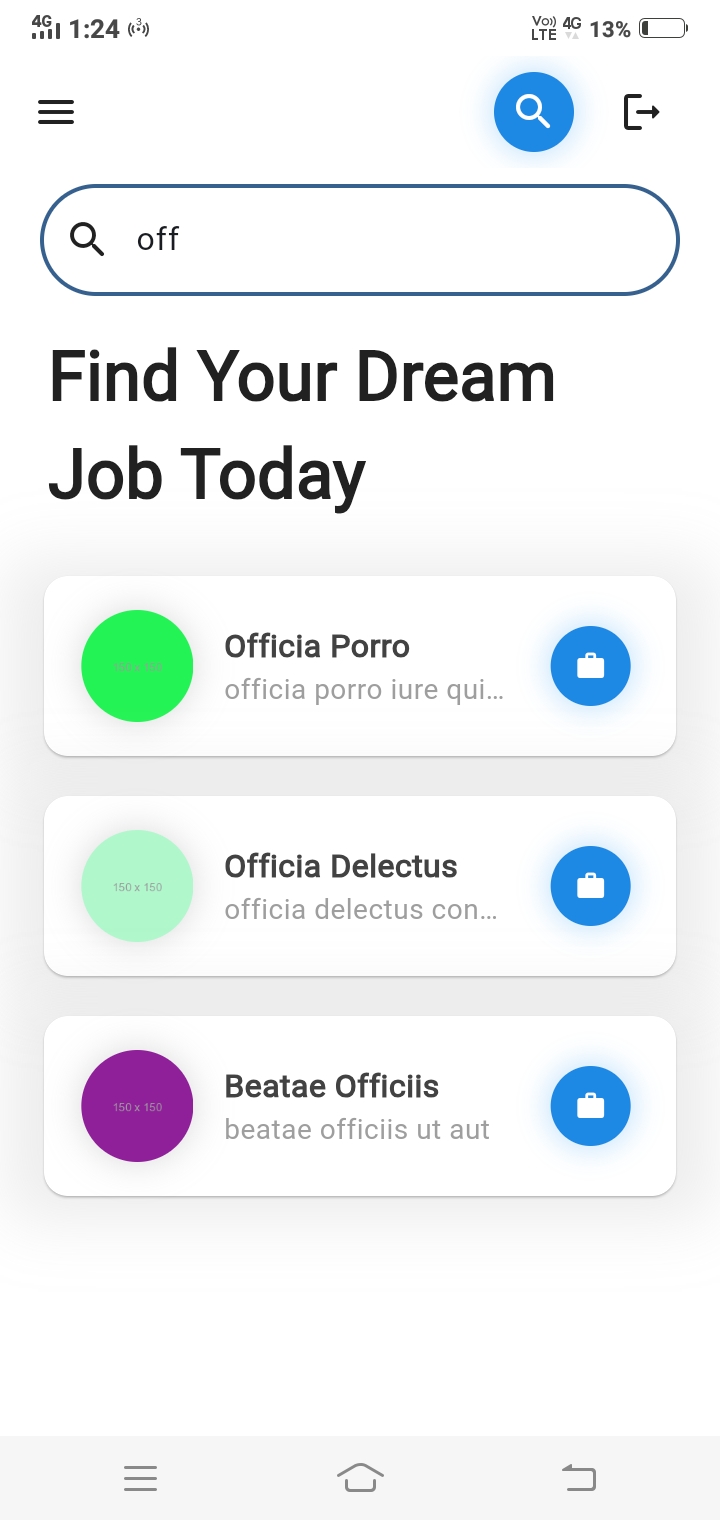 4G 1:24 3 Vo)) LTE 4G 13%
off
Find Your Dream
Job Today
150 x 150
Officia Porro
officia porro iure qui...
150 x 150
Officia Delectus
officia delectus con...
150 x 150
Beatae Officiis
beatae officiis ut aut